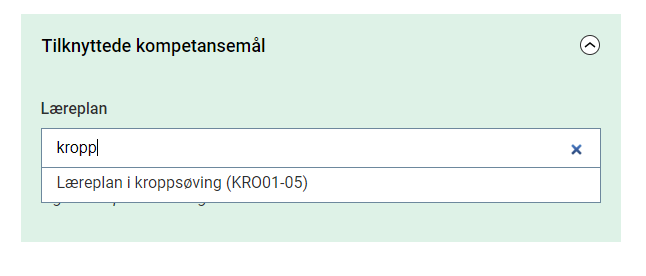 Tilknyttede kompetansemål
Læreplan
kropp
Læreplan i kroppsøving (KRO01-05)